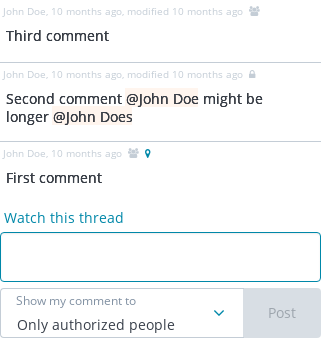 John Doe, 10 months ago, modified 10 months ago
Third comment
John Doe, 10 months ago, modified 10 months ago
Second comment @John Doe might be
longer @John Does
John Doe, 10 months ago
First comment
Watch this thread
Show my comment to
Only authorized people
Post